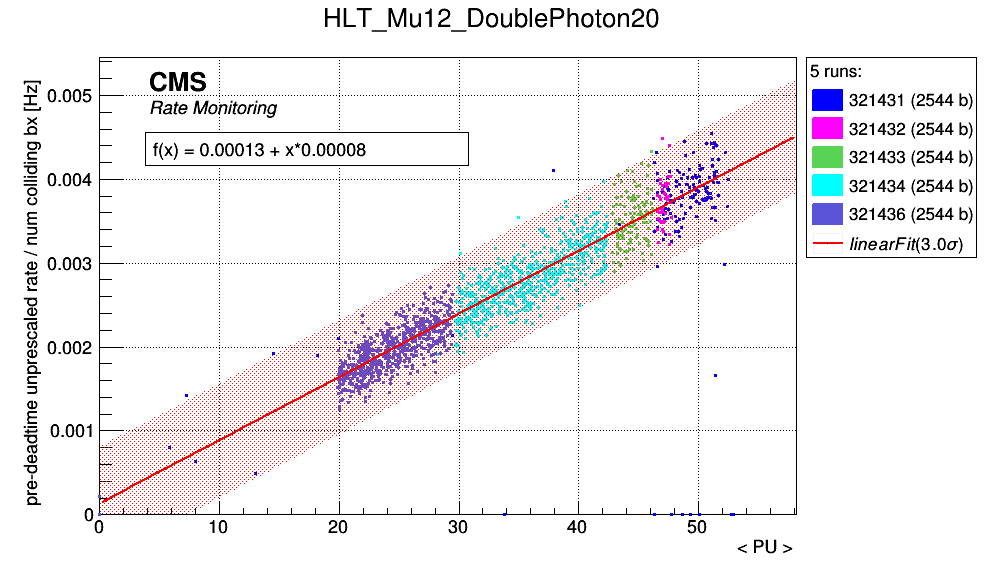 HLT_Mu12_DoublePhoton20
pre-deadtime unprescaled rate / num colliding bx [Hz]
CMS
Rate Monitoring
f(x) = 0.00013 + x*0.00008
0.005
0.004
0.003
0.002
0.001
0
0 10 20 30 40 50
< PU >
5 runs:
321431 (2544 b)
321432 (2544 b)
321433 (2544 b)
321434 (2544 b)
321436 (2544 b)
linearFit(3.0σ)